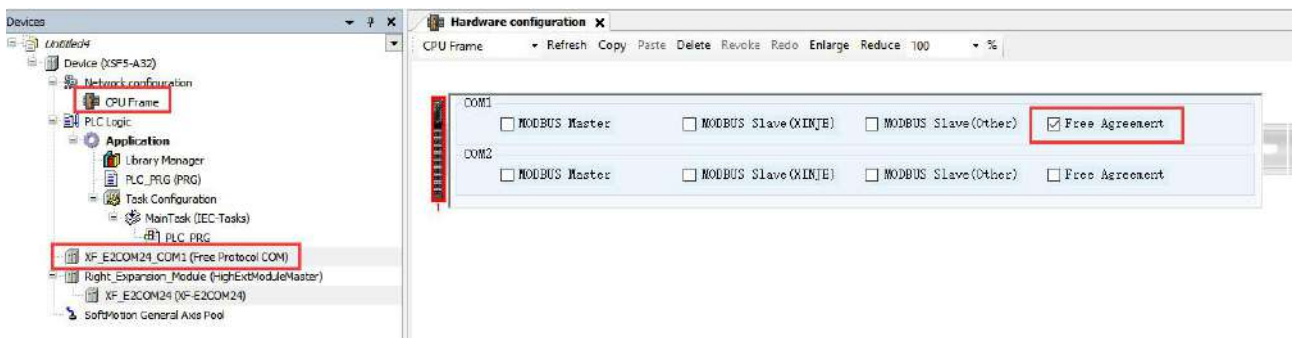 Devices
Untitled4
Device (XSF5-A32)
Network configuration
CPU Frame
PLC Logic
Application
Library Manager
PLC_PRG (PRG)
Task Configuration
MainTask (IEC-Tasks)
PLC_PRG
XF_E2COM24_COM1 (Free Protocol COM)
Right_Expansion_Module (HighExtModuleMaster)
XF_E2COM24 (XF-E2COM24)
SoftMotion General Axis Pool
Hardware configuration X
CPU Frame Refresh Copy Paste Delete Revoke Redo Enlarge Reduce 100 %
COM1
MODBUS Master MODBUS Slave(XINJE) MODBUS Slave(Other) Free Agreement
COM2
MODBUS Master MODBUS Slave(XINJE) MODBUS Slave(Other) Free Agreement
1